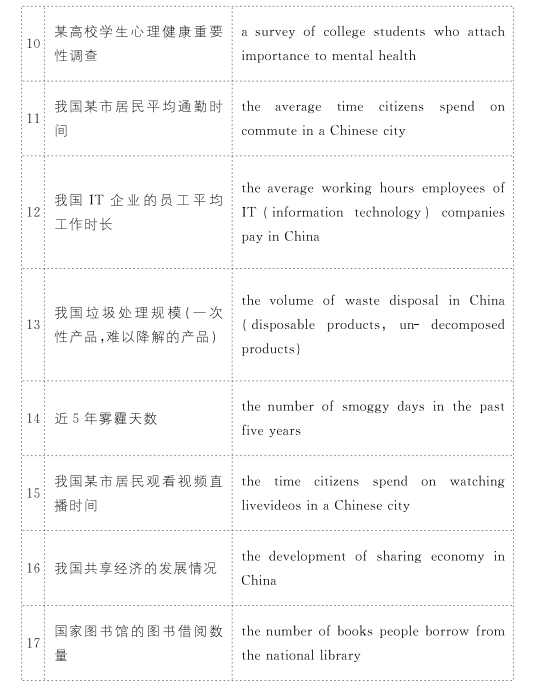 10
某高校学生心理健康重要
性调查
a survey of college students who attach
importance to mental health
11
我国某市居民平均通勤时
间
the average time citizens spend on
commute in a Chinese city
12
我国 IT 企业的员工平均
工作时长
the average working hours employees of
IT ( information technology ) companies
pay in China
13
我国垃圾处理规模(一次
性产品,难以降解的产品)
the volume of waste disposal in China
( disposable products, un- decomposed
products)
14
近 5 年雾霾天数
the number of smoggy days in the past
five years
15
我国某市居民观看视频直
播时间
the time citizens spend on watching
livevideos in a Chinese city
16
我国共享经济的发展情况
the development of sharing economy in
China
17
国家图书馆的图书借阅数
量
the number of books people borrow from
the national library